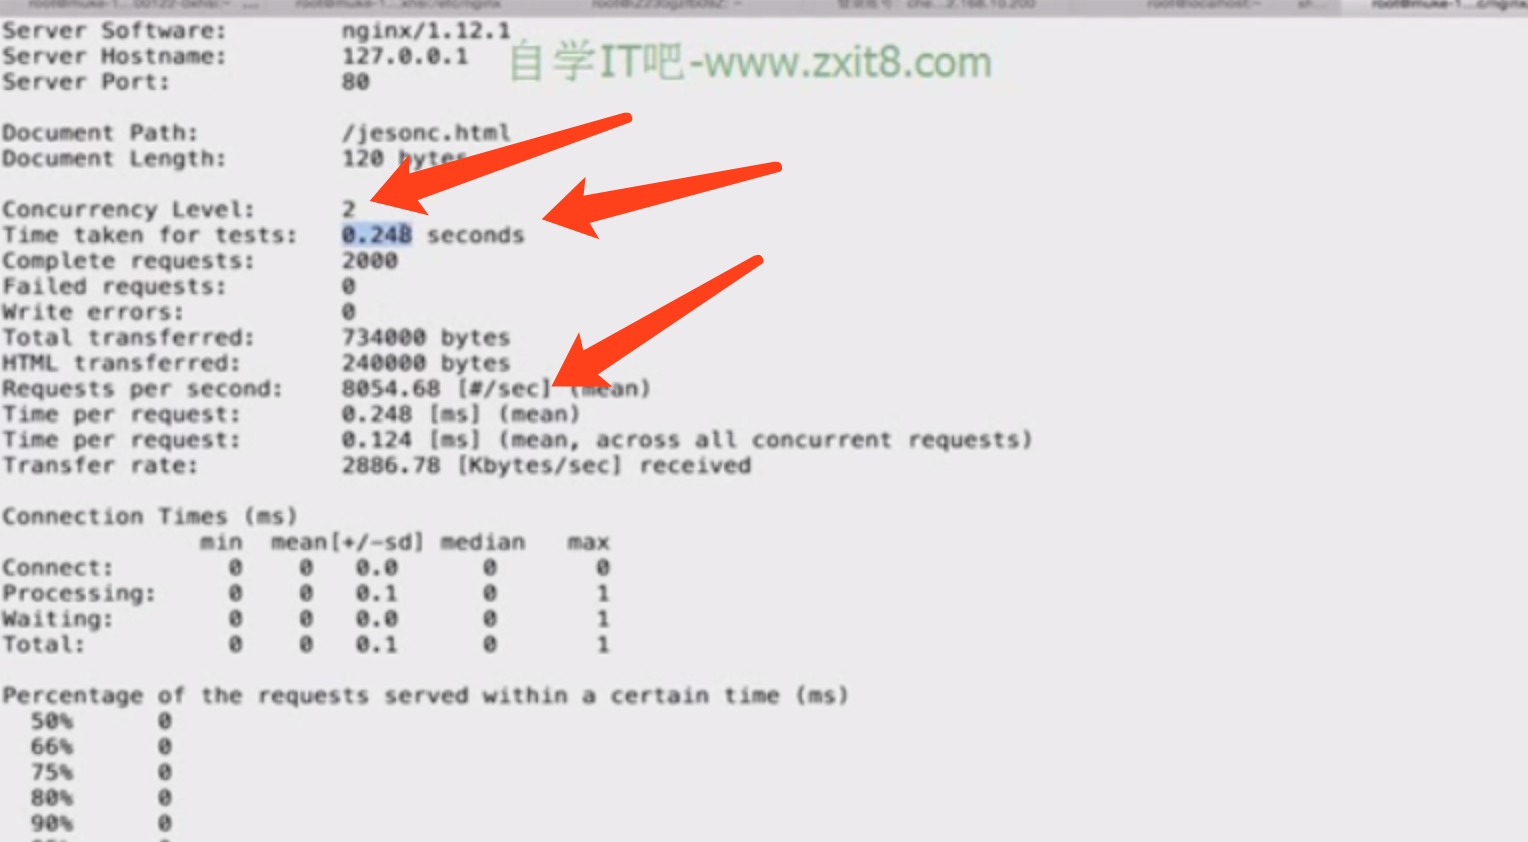 Server Software: nginx/1.12.1
Server Hostname: 127.0.0.1
自学IT吧-www.zxit8.com
Server Port: 80
Document Path: /jesonc.html
Document Length: 120 bytes
Concurrency Level: 2
Time taken for tests: 0.248 seconds
Complete requests: 2000
Failed requests: 0
Write errors: 0
Total transferred: 734000 bytes
HTML transferred: 240000 bytes
Requests per second: 8054.68 [#/sec] (mean)
Time per request: 0.248 [ms] (mean)
Time per request: 0.124 [ms] (mean, across all concurrent requests)
Transfer rate: 2886.78 [Kbytes/sec] received
Connection Times (ms)
min mean[+/-sd] median max
Connect: 0 0 0.0 0 0
Processing: 0 0 0.1 0 1
Waiting: 0 0 0.0 0 1
Total: 0 0 0.1 0 1
Percentage of the requests served within a certain time (ms)
50% 0
66% 0
75% 0
80% 0
90% 0